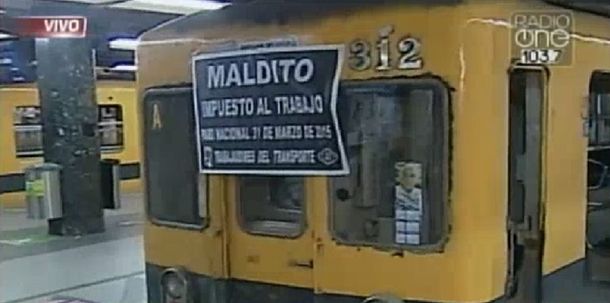 VIVO
RADIO
one
103.7
312
A
MALDITO
IMPUESTO AL TRABAJO
PARO NACIONAL 31 DE MARZO DE 2015
TRABAJADORES DEL TRANSPORTE